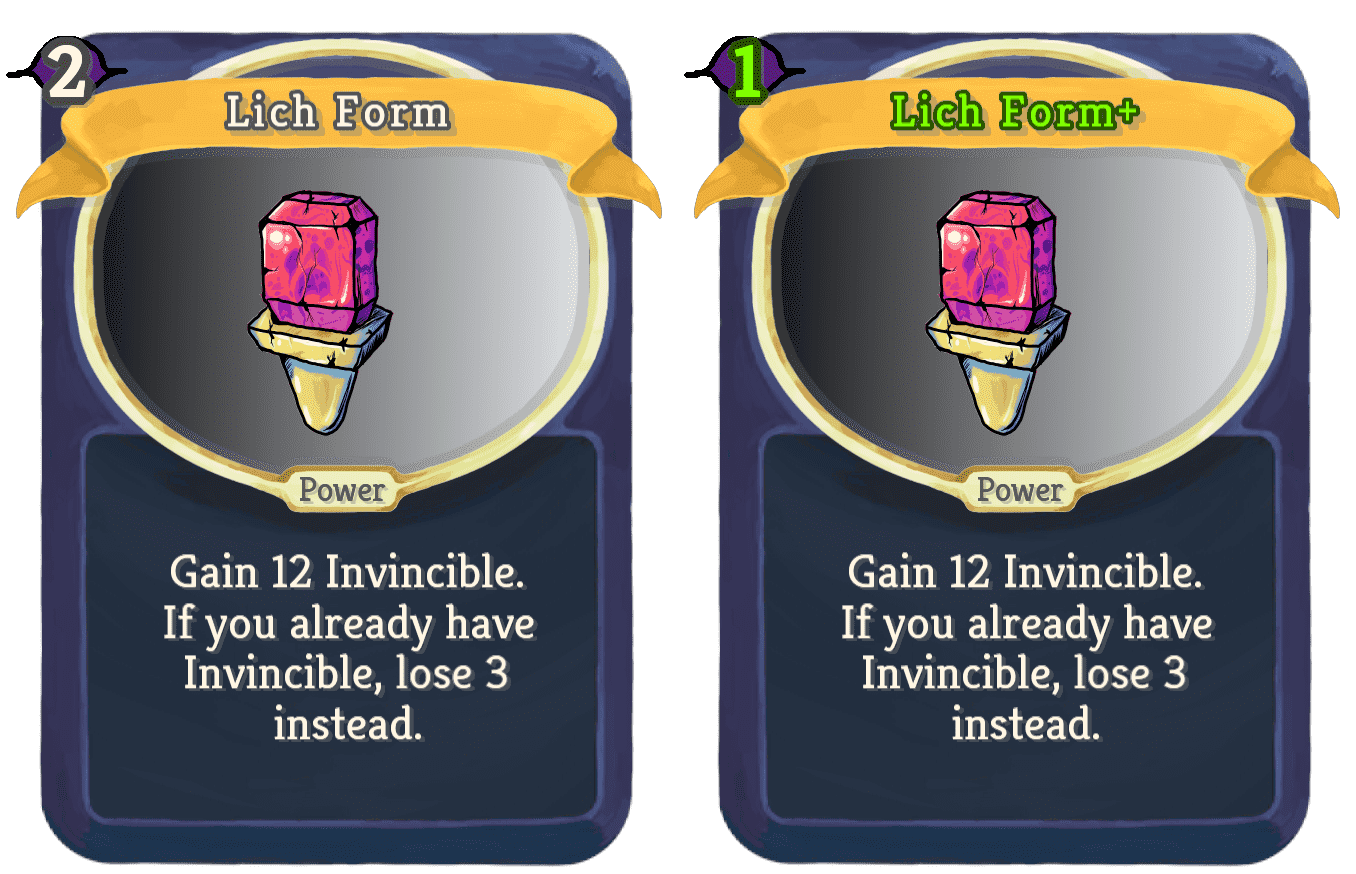 2
Lich Form
Power
Gain 12 Invincible.
If you already have
Invincible, lose 3
instead.
1
Lich Form+
Power
Gain 12 Invincible.
If you already have
Invincible, lose 3
instead.